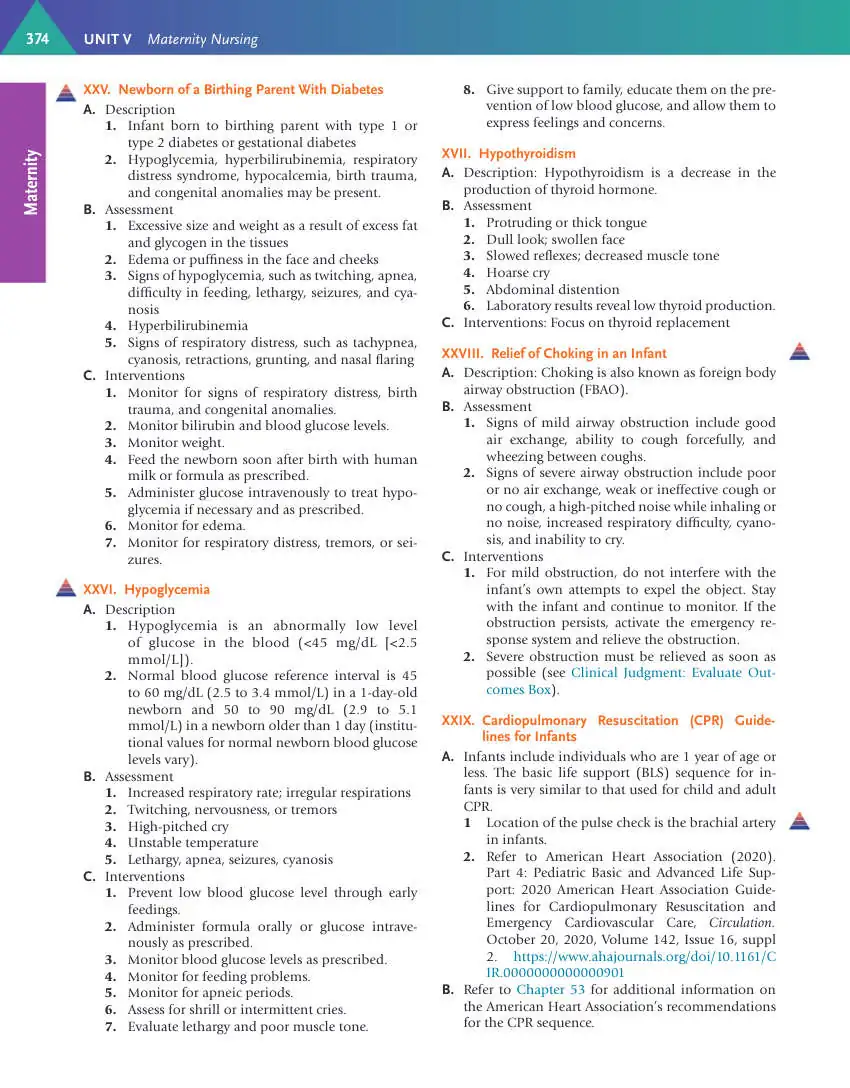 374 UNIT V Maternity Nursing
Maternity
XXV. Newborn of a Birthing Parent With Diabetes
A. Description
1. Infant born to birthing parent with type 1 or
type 2 diabetes or gestational diabetes
2. Hypoglycemia, hyperbilirubinemia, respiratory
distress syndrome, hypocalcemia, birth trauma,
and congenital anomalies may be present.
B. Assessment
1. Excessive size and weight as a result of excess fat
and glycogen in the tissues
2. Edema or puffiness in the face and cheeks
3. Signs of hypoglycemia, such as twitching, apnea,
difficulty in feeding, lethargy, seizures, and cya-
nosis
4. Hyperbilirubinemia
5. Signs of respiratory distress, such as tachypnea,
cyanosis, retractions, grunting, and nasal flaring
C. Interventions
1. Monitor for signs of respiratory distress, birth
trauma, and congenital anomalies.
2. Monitor bilirubin and blood glucose levels.
3. Monitor weight.
4. Feed the newborn soon after birth with human
milk or formula as prescribed.
5. Administer glucose intravenously to treat hypo-
glycemia if necessary and as prescribed.
6. Monitor for edema.
7. Monitor for respiratory distress, tremors, or sei-
zures.
XXVI. Hypoglycemia
A. Description
1. Hypoglycemia is an abnormally low level
of glucose in the blood (<45 mg/dL [<2.5
mmol/L]).
2. Normal blood glucose reference interval is 45
to 60 mg/dL (2.5 to 3.4 mmol/L) in a 1-day-old
newborn and 50 to 90 mg/dL (2.9 to 5.1
mmol/L) in a newborn older than 1 day (institu-
tional values for normal newborn blood glucose
levels vary).
B. Assessment
1. Increased respiratory rate; irregular respirations
2. Twitching, nervousness, or tremors
3. High-pitched cry
4. Unstable temperature
5. Lethargy, apnea, seizures, cyanosis
C. Interventions
1. Prevent low blood glucose level through early
feedings.
2. Administer formula orally or glucose intrave-
nously as prescribed.
3. Monitor blood glucose levels as prescribed.
4. Monitor for feeding problems.
5. Monitor for apneic periods.
6. Assess for shrill or intermittent cries.
7. Evaluate lethargy and poor muscle tone.
8. Give support to family, educate them on the pre-
vention of low blood glucose, and allow them to
express feelings and concerns.
XVII. Hypothyroidism
A. Description: Hypothyroidism is a decrease in the
production of thyroid hormone.
B. Assessment
1. Protruding or thick tongue
2. Dull look; swollen face
3. Slowed reflexes; decreased muscle tone
4. Hoarse cry
5. Abdominal distention
6. Laboratory results reveal low thyroid production.
C. Interventions: Focus on thyroid replacement
XXVIII. Relief of Choking in an Infant
A. Description: Choking is also known as foreign body
airway obstruction (FBAO).
B. Assessment
1. Signs of mild airway obstruction include good
air exchange, ability to cough forcefully, and
wheezing between coughs.
2. Signs of severe airway obstruction include poor
or no air exchange, weak or ineffective cough or
no cough, a high-pitched noise while inhaling or
no noise, increased respiratory difficulty, cyano-
sis, and inability to cry.
C. Interventions
1. For mild obstruction, do not interfere with the
infant's own attempts to expel the object. Stay
with the infant and continue to monitor. If the
obstruction persists, activate the emergency re-
sponse system and relieve the obstruction.
2. Severe obstruction must be relieved as soon as
possible (see Clinical Judgment: Evaluate Out-
comes Box).
XXIX. Cardiopulmonary Resuscitation (CPR) Guide-
lines for Infants
A. Infants include individuals who are 1 year of age or
less. The basic life support (BLS) sequence for in-
fants is very similar to that used for child and adult
CPR.
1 Location of the pulse check is the brachial artery
in infants.
2. Refer to American Heart Association (2020).
Part 4: Pediatric Basic and Advanced Life Sup-
port: 2020 American Heart Association Guide-
lines for Cardiopulmonary Resuscitation and
Emergency Cardiovascular Care, Circulation.
October 20, 2020, Volume 142, Issue 16, suppl
2. https://www.ahajournals.org/doi/10.1161/C
IR.0000000000000901
B. Refer to Chapter 53 for additional information on
the American Heart Association's recommendations
for the CPR sequence.